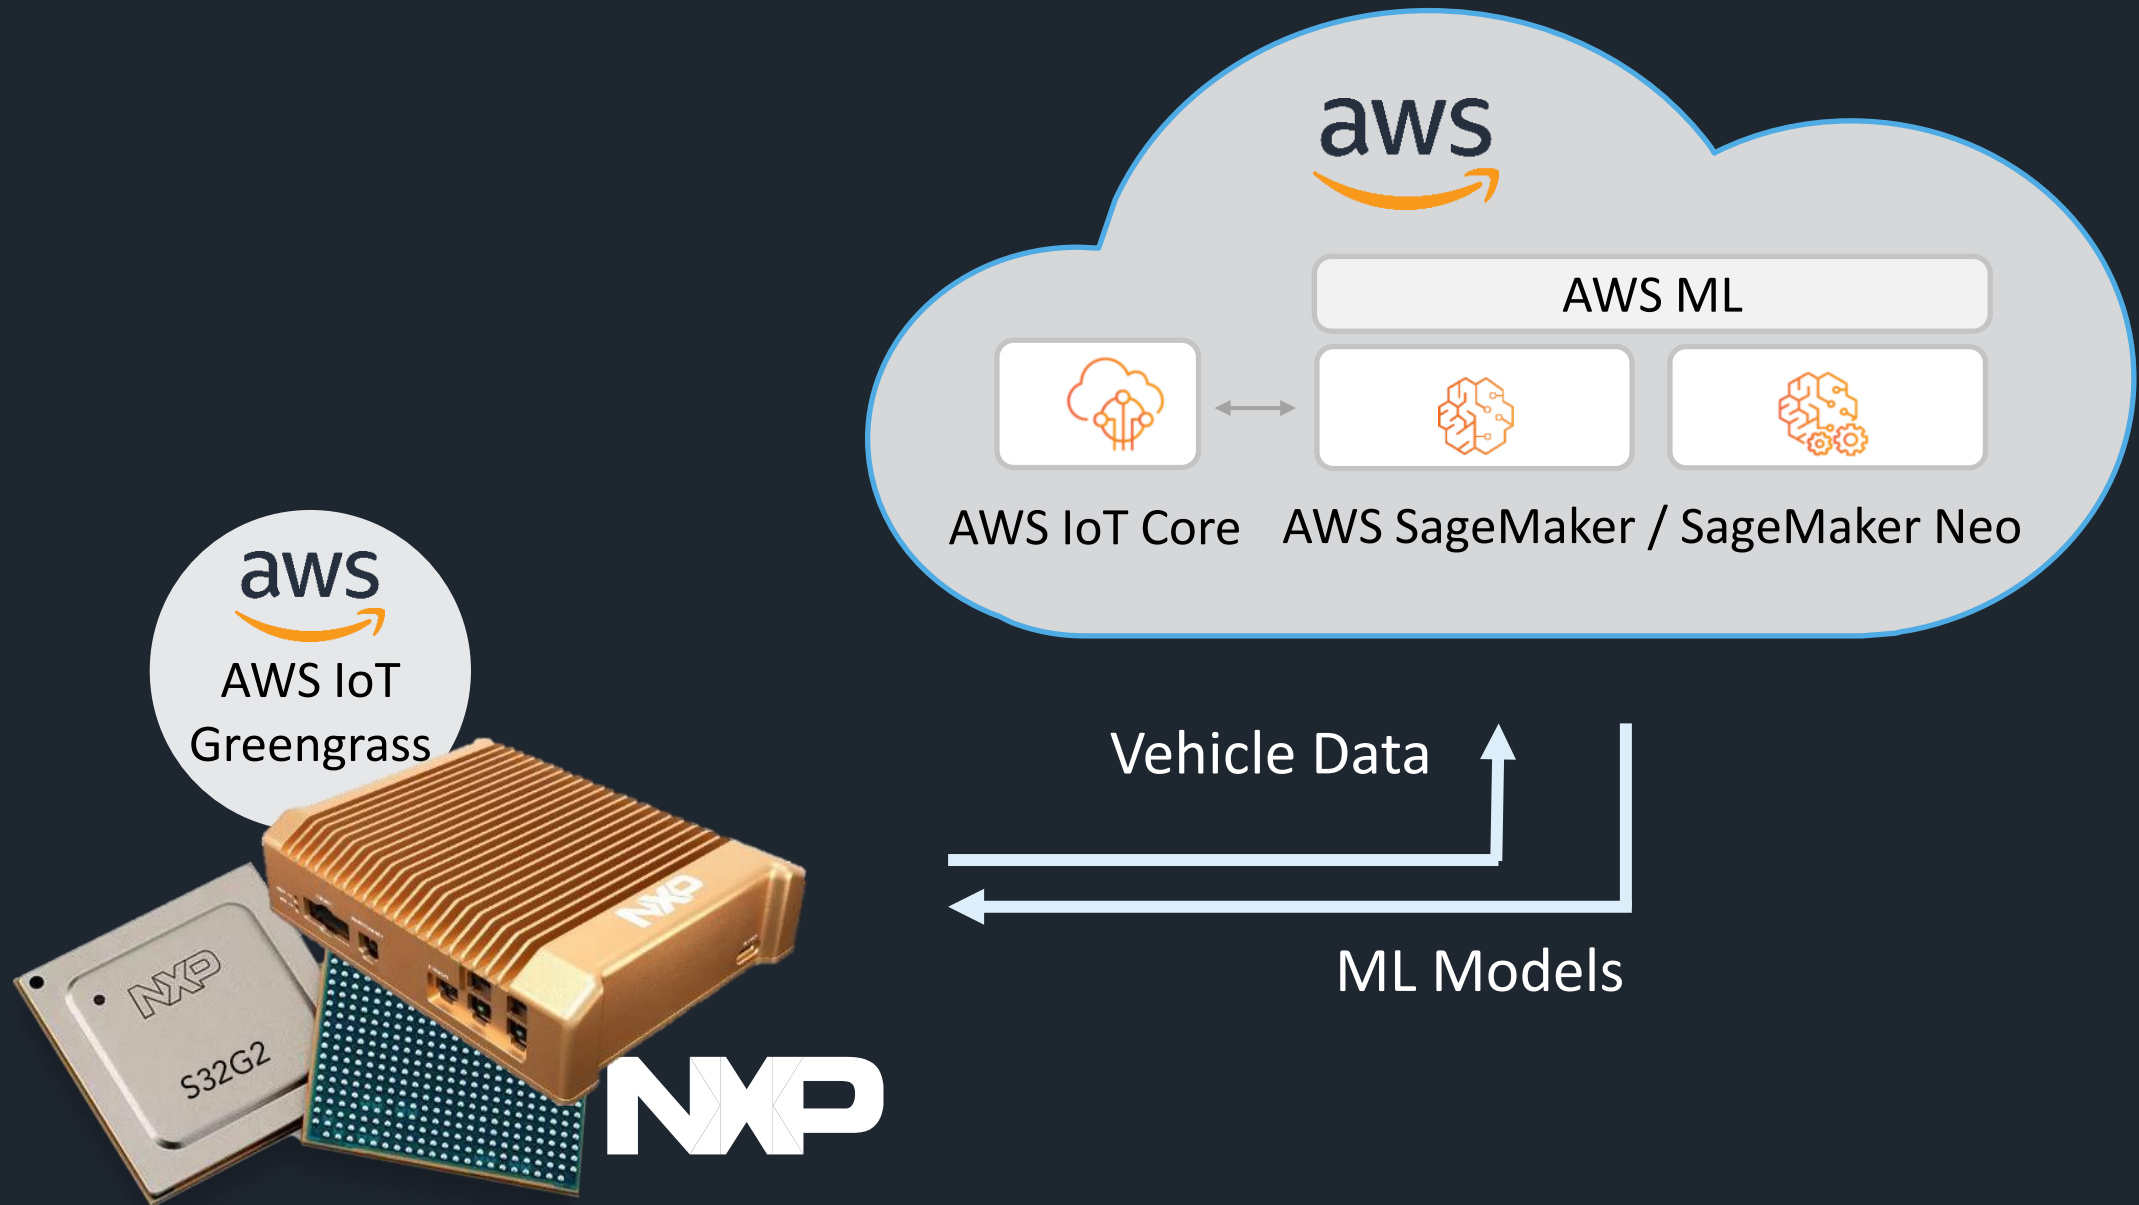 aws
AWS ML
AWS IoT Core
AWS SageMaker / SageMaker Neo
aws
AWS IoT
Greengrass
Vehicle Data
ML Models
NXP
NXP
S32G2
NXP